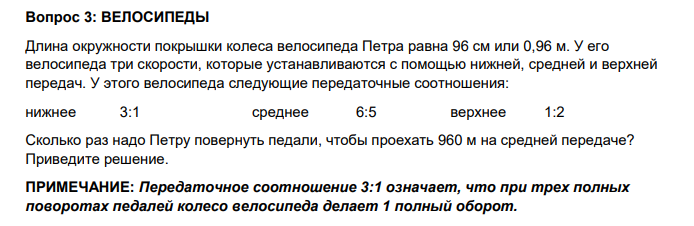 Вопрос 3: ВЕЛОСИПЕДЫ
Длина окружности покрышки колеса велосипеда Петра равна 96 см или 0,96 м. У его
велосипеда три скорости, которые устанавливаются с помощью нижней, средней и верхней
передач. У этого велосипеда следующие передаточные соотношения:
нижнее 3:1 среднее 6:5 верхнее 1:2
Сколько раз надо Петру повернуть педали, чтобы проехать 960 м на средней передаче?
Приведите решение.
ПРИМЕЧАНИЕ: Передаточное соотношение 3:1 означает, что при трех полных
поворотах педалей колесо велосипеда делает 1 полный оборот.